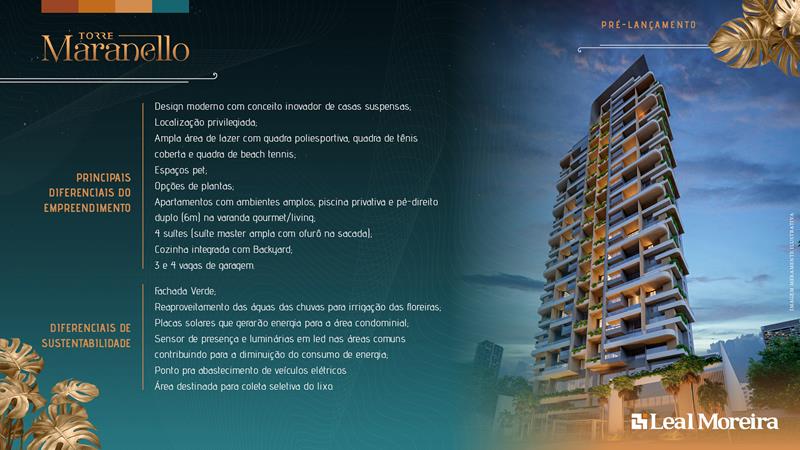 TORRE
Maranello
PRÉ-LANÇAMENTO
PRINCIPAIS
DIFERENCIAIS DO
EMPREENDIMENTO
Design moderno com conceito inovador de casas suspensas;
Localização privilegiada;
Ampla área de lazer com quadra poliesportiva, quadra de tênis
coberta e quadra de beach tennis;
Espaços pet;
Opções de plantas;
Apartamentos com ambientes amplos, piscina privativa e pé-direito
duplo (6m) na varanda gourmet/living;
4 suítes (suíte master ampla com ofurô na sacada);
Cozinha integrada com Backyard;
3 e 4 vagas de garagem.
DIFERENCIAIS DE
SUSTENTABILIDADE
Fachada Verde;
Reaproveitamento das águas das chuvas para irrigação das floreiras;
Placas solares que gerarão energia para a área condominial;
Sensor de presença e luminárias em led nas áreas comuns
contribuindo para a diminuição do consumo de energia;
Ponto pra abastecimento de veículos elétricos
Área destinada para coleta seletiva do lixo.
IMAGEM MERAMENTE ILUSTRATIVA
Leal Moreira